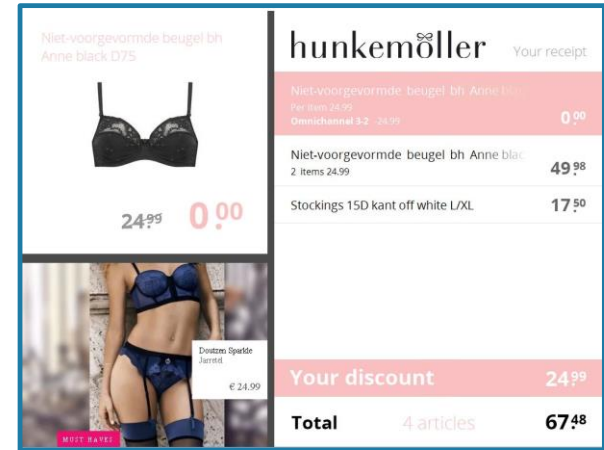 Niet-voorgevormde beugel bh
Anne black D75
24.99 0.00
Doutzen Sparkle
Jarretel
€ 24.99
MUST HAVE!
hunkemöller Your receipt
Niet-voorgevormde beugel bh Anne
Per item 24.99
Omnichannal 3-2 -24.99 0.00
Niet-voorgevormde beugel bh Anne
2 items 24.99 49.98
Stockings 15D kant off white L/XL 17.50
Your discount 24.99
Total 4 articles 67.48